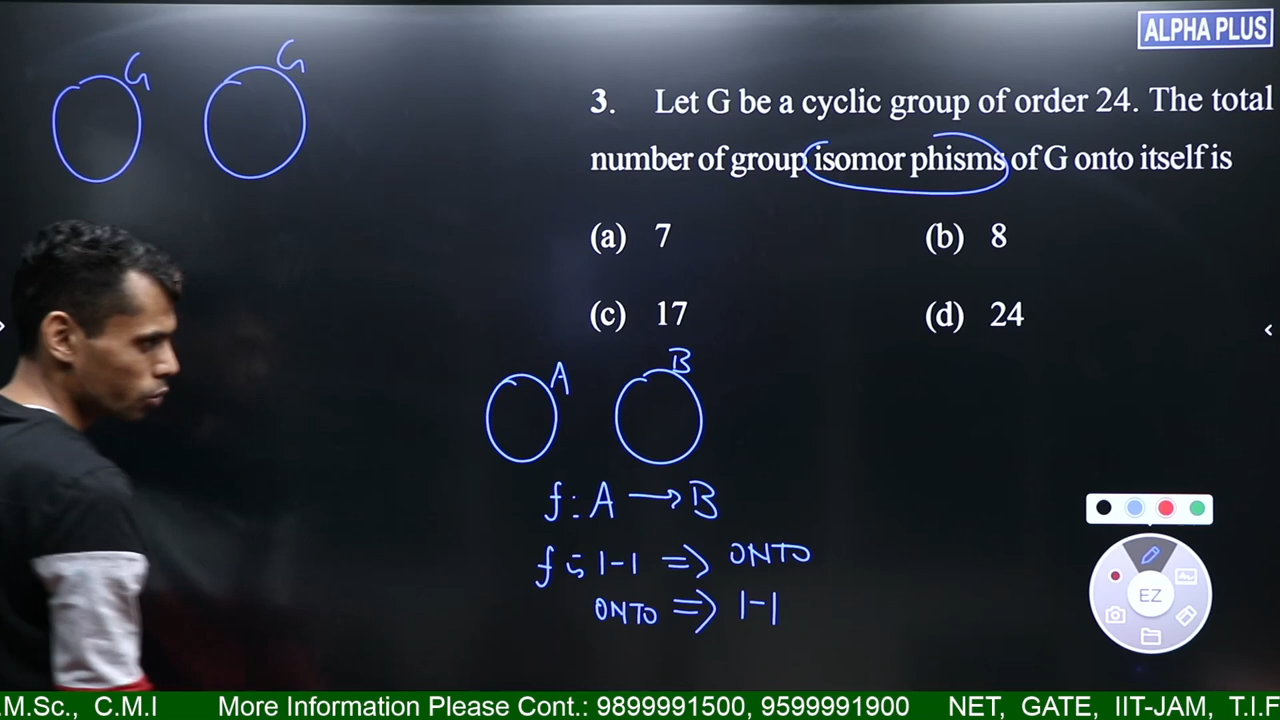 ALPHA PLUS
G G
3. Let G be a cyclic group of order 24. The total
number of group isomor phisms of G onto itself is
(a) 7 (b) 8
(c) 17 (d) 24
A B
f: A → B
f is 1-1 => ONTO
ONTO => 1-1
EZ
.M.Sc., C.M.I More Information Please Cont.: 9899991500, 9599991900 NET, GATE, IIT-JAM, T.I.F